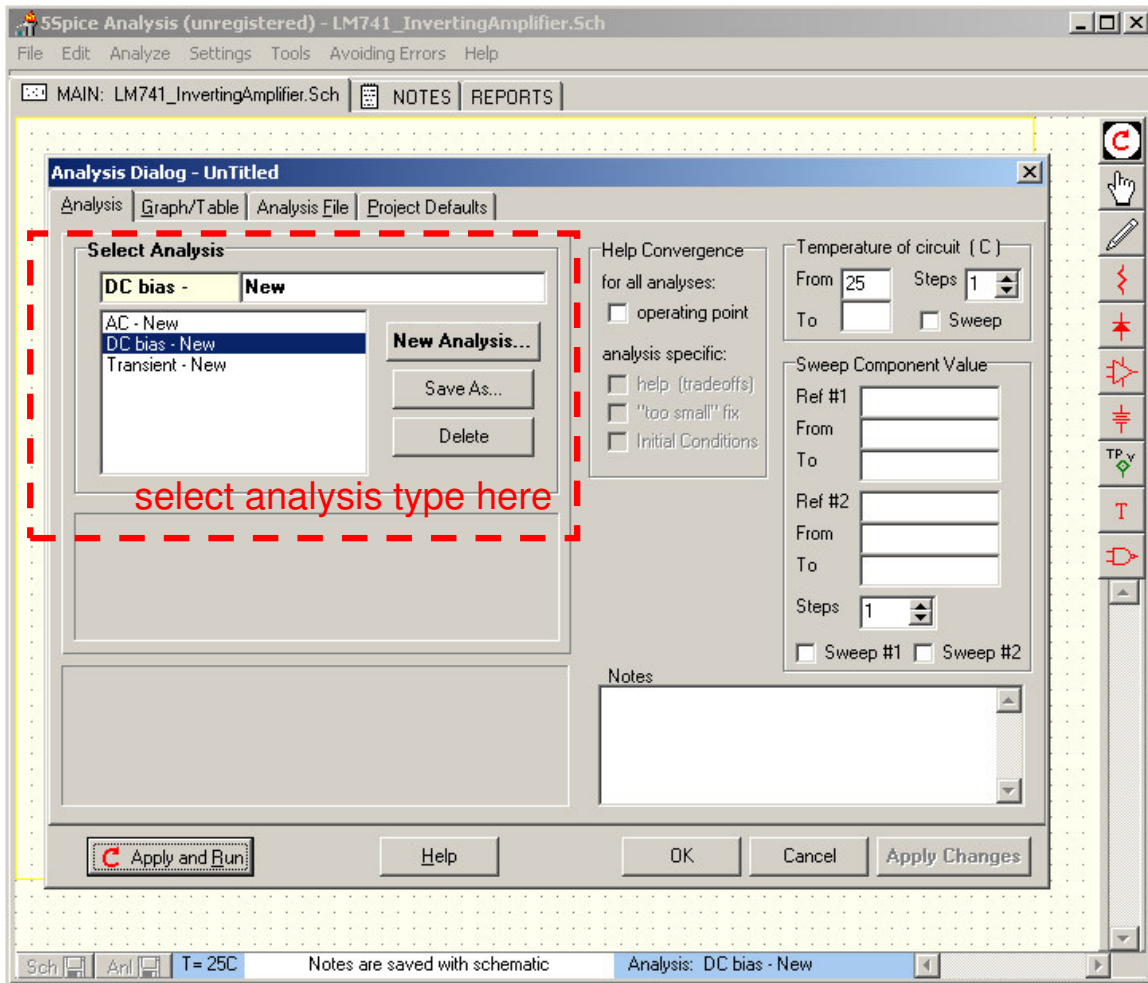 5Spice Analysis (unregistered) - LM741_InvertingAmplifier.Sch
File Edit Analyze Settings Tools Avoiding Errors Help
MAIN: LM741_InvertingAmplifier.Sch NOTES REPORTS
Analysis Dialog - UnTitled
Analysis Graph/Table Analysis File Project Defaults
Select Analysis
DC bias - New
AC - New
DC bias - New
Transient - New
New Analysis...
Save As...
Delete
select analysis type here
Help Convergence
for all analyses:
operating point
analysis specific:
help (tradeoffs)
"too small" fix
Initial Conditions
Temperature of circuit ( C )
From 25 Steps 1
To Sweep
Sweep Component Value
Ref #1
From
To
Ref #2
From
To
Steps 1
Sweep #1 Sweep #2
Notes
Apply and Run Help OK Cancel Apply Changes
TP V
T
Sch Anl T= 25C Notes are saved with schematic Analysis: DC bias - New